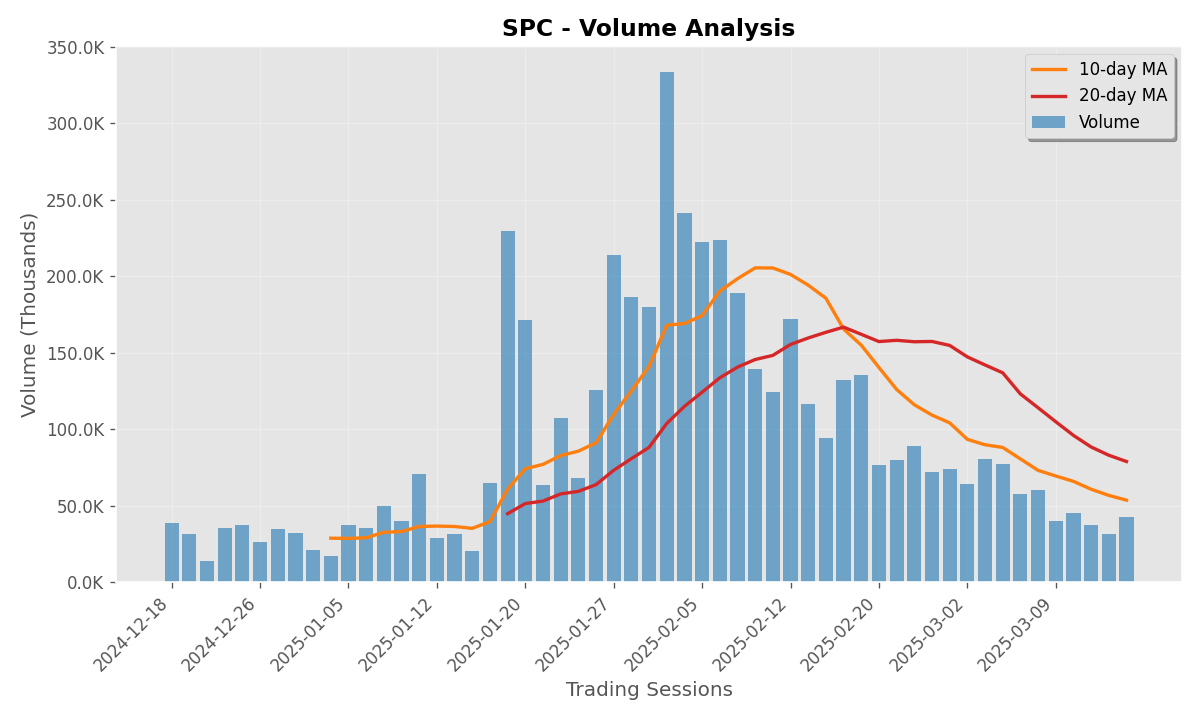 SPC - Volume Analysis
10-day MA
20-day MA
Volume
Volume (Thousands)
350.0K
300.0K
250.0K
200.0K
150.0K
100.0K
50.0K
0.0K
2024-12-18
2024-12-26
2025-01-05
2025-01-12
2025-01-20
2025-01-27
2025-02-05
2025-02-12
2025-02-20
2025-03-02
2025-03-09
Trading Sessions